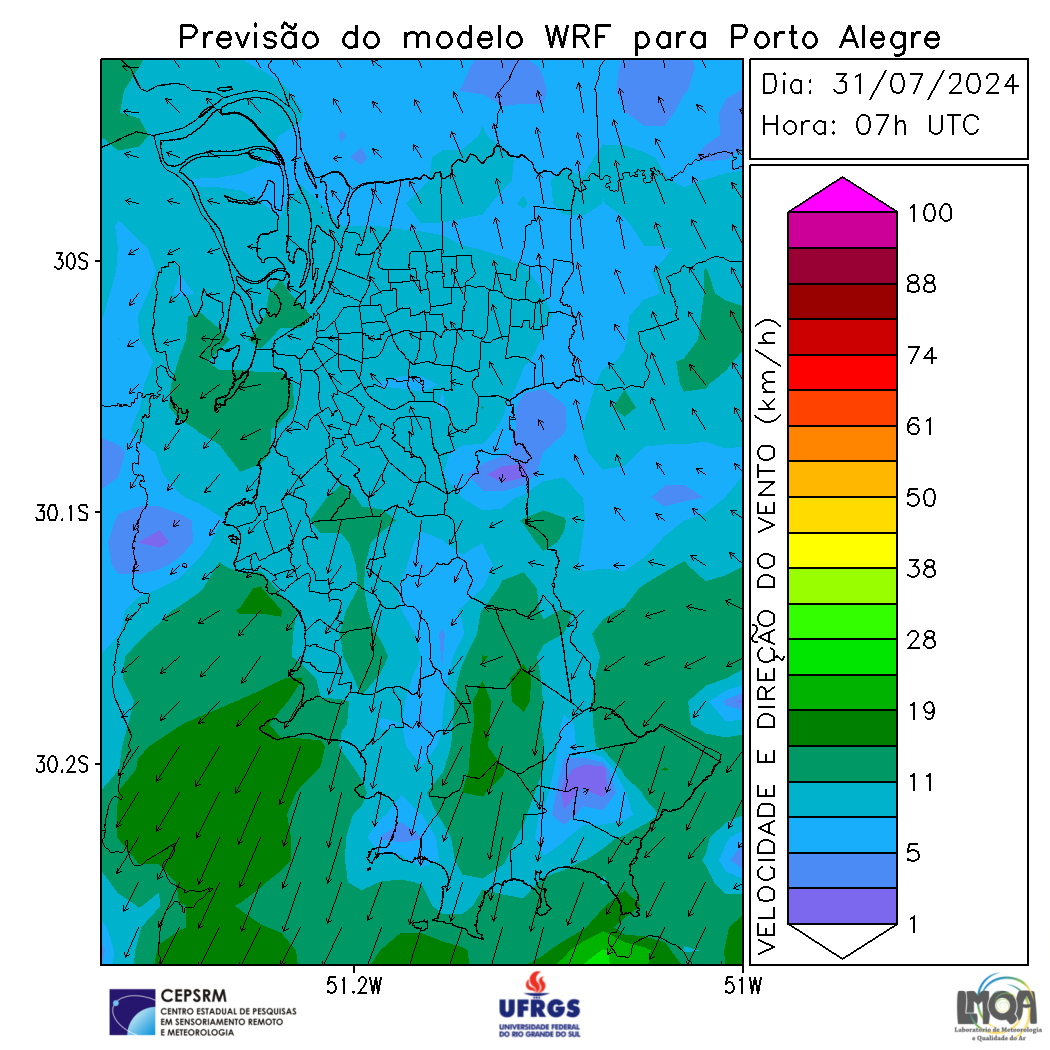 Previsão do modelo WRF para Porto Alegre
Dia: 31/07/2024
Hora: 07h UTC
30S
30.1S
30.2S
51.2W
51W
VELOCIDADE E DIREÇÃO DO VENTO (km/h)
100
88
74
61
50
38
28
19
11
5
1
CEPSRM
CENTRO ESTADUAL DE PESQUISAS
EM SENSORIAMENTO REMOTO
E METEOROLOGIA
UFRGS
UNIVERSIDADE FEDERAL
DO RIO GRANDE DO SUL
LMQA
Laboratório de Meteorologia
e Qualidade do Ar